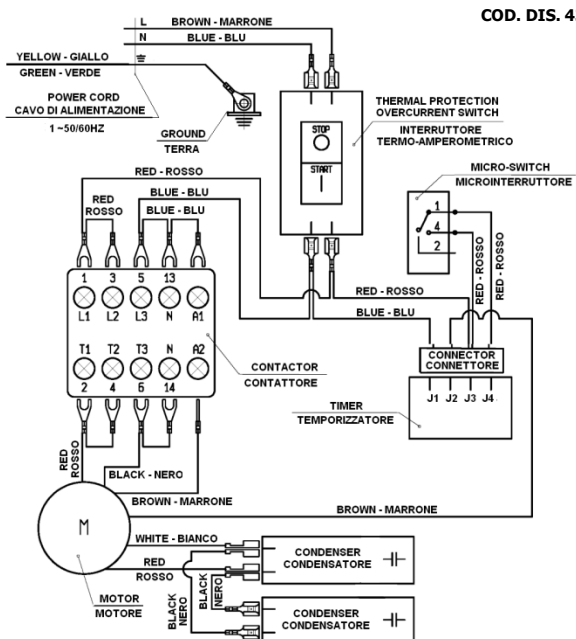 COD. DIS. 4
L BROWN - MARRONE
N BLUE - BLU
YELLOW - GIALLO
GREEN - VERDE
POWER CORD
CAVO DI ALIMENTAZIONE
1 ~50/60HZ
GROUND
TERRA
STOP
START
THERMAL PROTECTION
OVERCURRENT SWITCH
INTERRUTTORE
TERMO-AMPEROMETRICO
MICRO-SWITCH
MICROINTERRUTTORE
1
4
2
RED - ROSSO
RED - ROSSO
RED - ROSSO
BLUE - BLU
RED
ROSSO
BLUE - BLU
1 3 5 13
L1 L2 L3 N A1
T1 T2 T3 N A2
2 4 6 14
CONTACTOR
CONTATTORE
RED - ROSSO
BLUE - BLU
CONNECTOR
CONNETTORE
J1 J2 J3 J4
TIMER
TEMPORIZZATORE
RED
ROSSO
BLACK - NERO
BROWN - MARRONE
BROWN - MARRONE
M
MOTOR
MOTORE
WHITE - BIANCO
RED
ROSSO
BLACK
NERO
BLACK
NERO
CONDENSER
CONDENSATORE
CONDENSER
CONDENSATORE